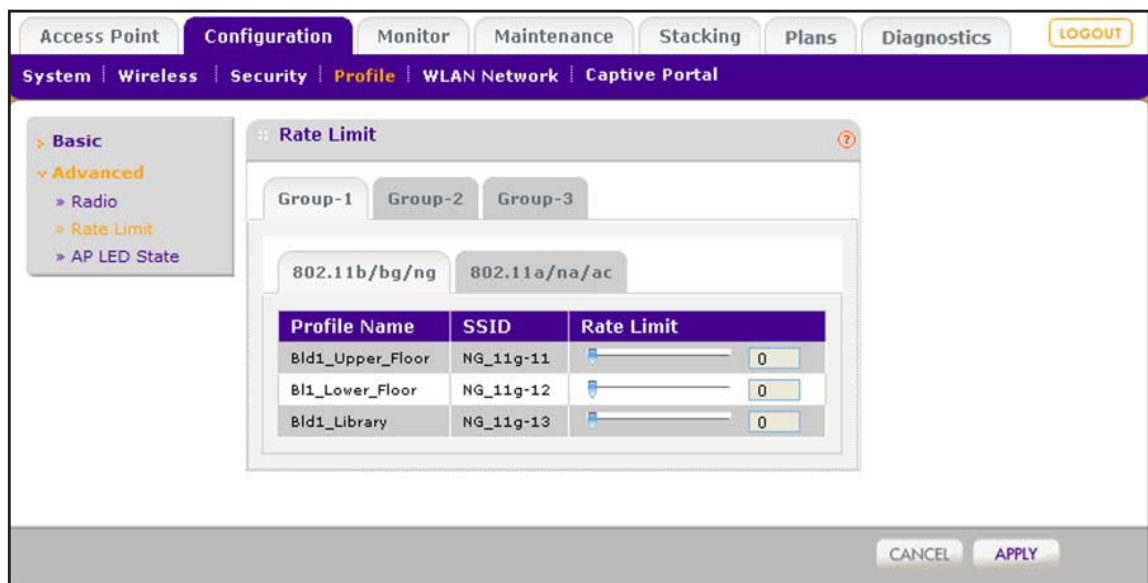 Access Point Configuration Monitor Maintenance Stacking Plans Diagnostics LOGOUT
System Wireless Security Profile WLAN Network Captive Portal
Basic
Advanced
» Radio
» Rate Limit
» AP LED State
Rate Limit ?
Group-1 Group-2 Group-3
802.11b/bg/ng 802.11a/na/ac
Profile Name SSID Rate Limit
Bld1_Upper_Floor NG_11g-11 0
Bl1_Lower_Floor NG_11g-12 0
Bld1_Library NG_11g-13 0
CANCEL APPLY